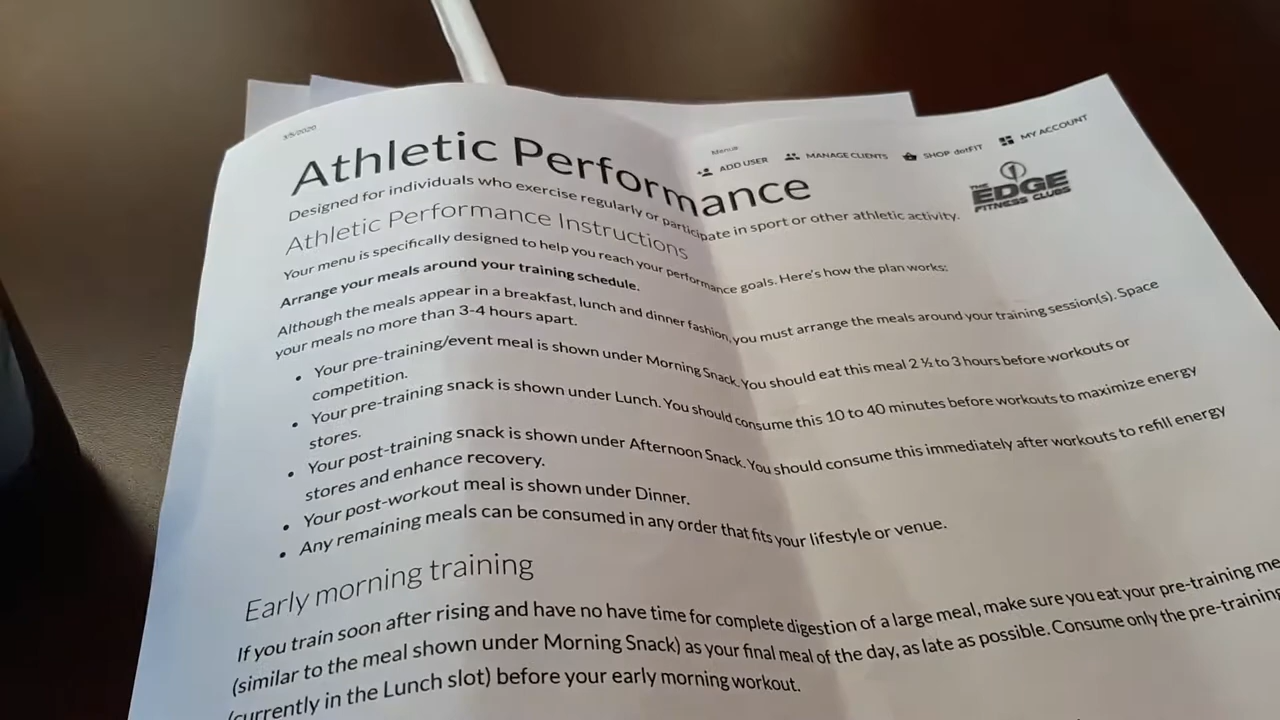 3/5/2020
Menus
ADD USER MANAGE CLIENTS SHOP dotFIT MY ACCOUNT
THE EDGE
FITNESS CLUBS
Athletic Performance
Designed for individuals who exercise regularly or participate in sport or other athletic activity.
Athletic Performance Instructions
Your menu is specifically designed to help you reach your performance goals. Here's how the plan works:
Arrange your meals around your training schedule.
Although the meals appear in a breakfast, lunch and dinner fashion, you must arrange the meals around your training session(s). Space
your meals no more than 3-4 hours apart.
• Your pre-training/event meal is shown under Morning Snack. You should eat this meal 2 ½ to 3 hours before workouts or
competition.
• Your pre-training snack is shown under Lunch. You should consume this 10 to 40 minutes before workouts to maximize energy
stores.
• Your post-training snack is shown under Afternoon Snack. You should consume this immediately after workouts to refill energy
stores and enhance recovery.
• Your post-workout meal is shown under Dinner.
• Any remaining meals can be consumed in any order that fits your lifestyle or venue.
Early morning training
If you train soon after rising and have no have time for complete digestion of a large meal, make sure you eat your pre-training me
(similar to the meal shown under Morning Snack) as your final meal of the day, as late as possible. Consume only the pre-training
(currently in the Lunch slot) before your early morning workout.